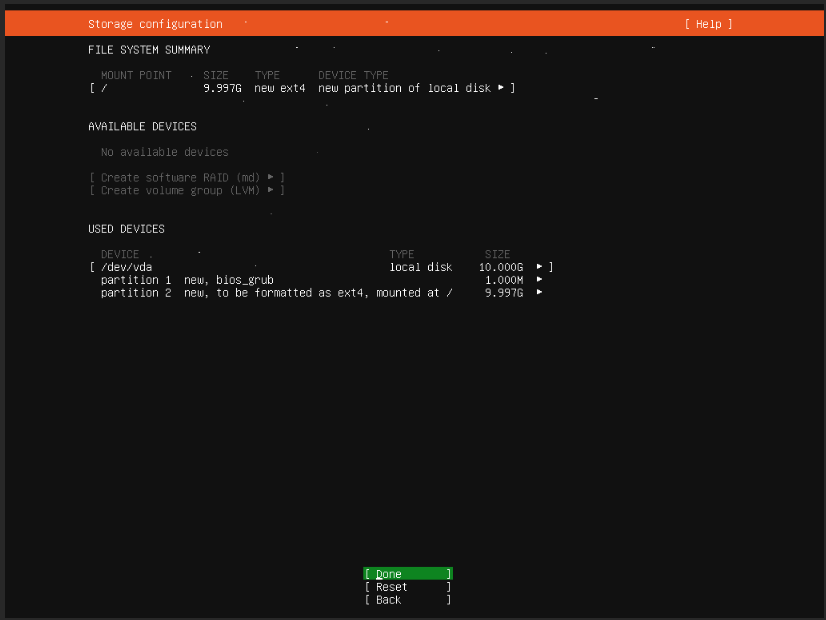 Storage configuration [ Help ]
FILE SYSTEM SUMMARY
MOUNT POINT SIZE TYPE DEVICE TYPE
[ / 9.997G new ext4 new partition of local disk ▸ ]
AVAILABLE DEVICES
No available devices
[ Create software RAID (md) ▸ ]
[ Create volume group (LVM) ▸ ]
USED DEVICES
DEVICE TYPE SIZE
[ /dev/vda local disk 10.000G ▸ ]
partition 1 new, bios_grub 1.000M ▸
partition 2 new, to be formatted as ext4, mounted at / 9.997G ▸
[ Done ]
[ Reset ]
[ Back ]